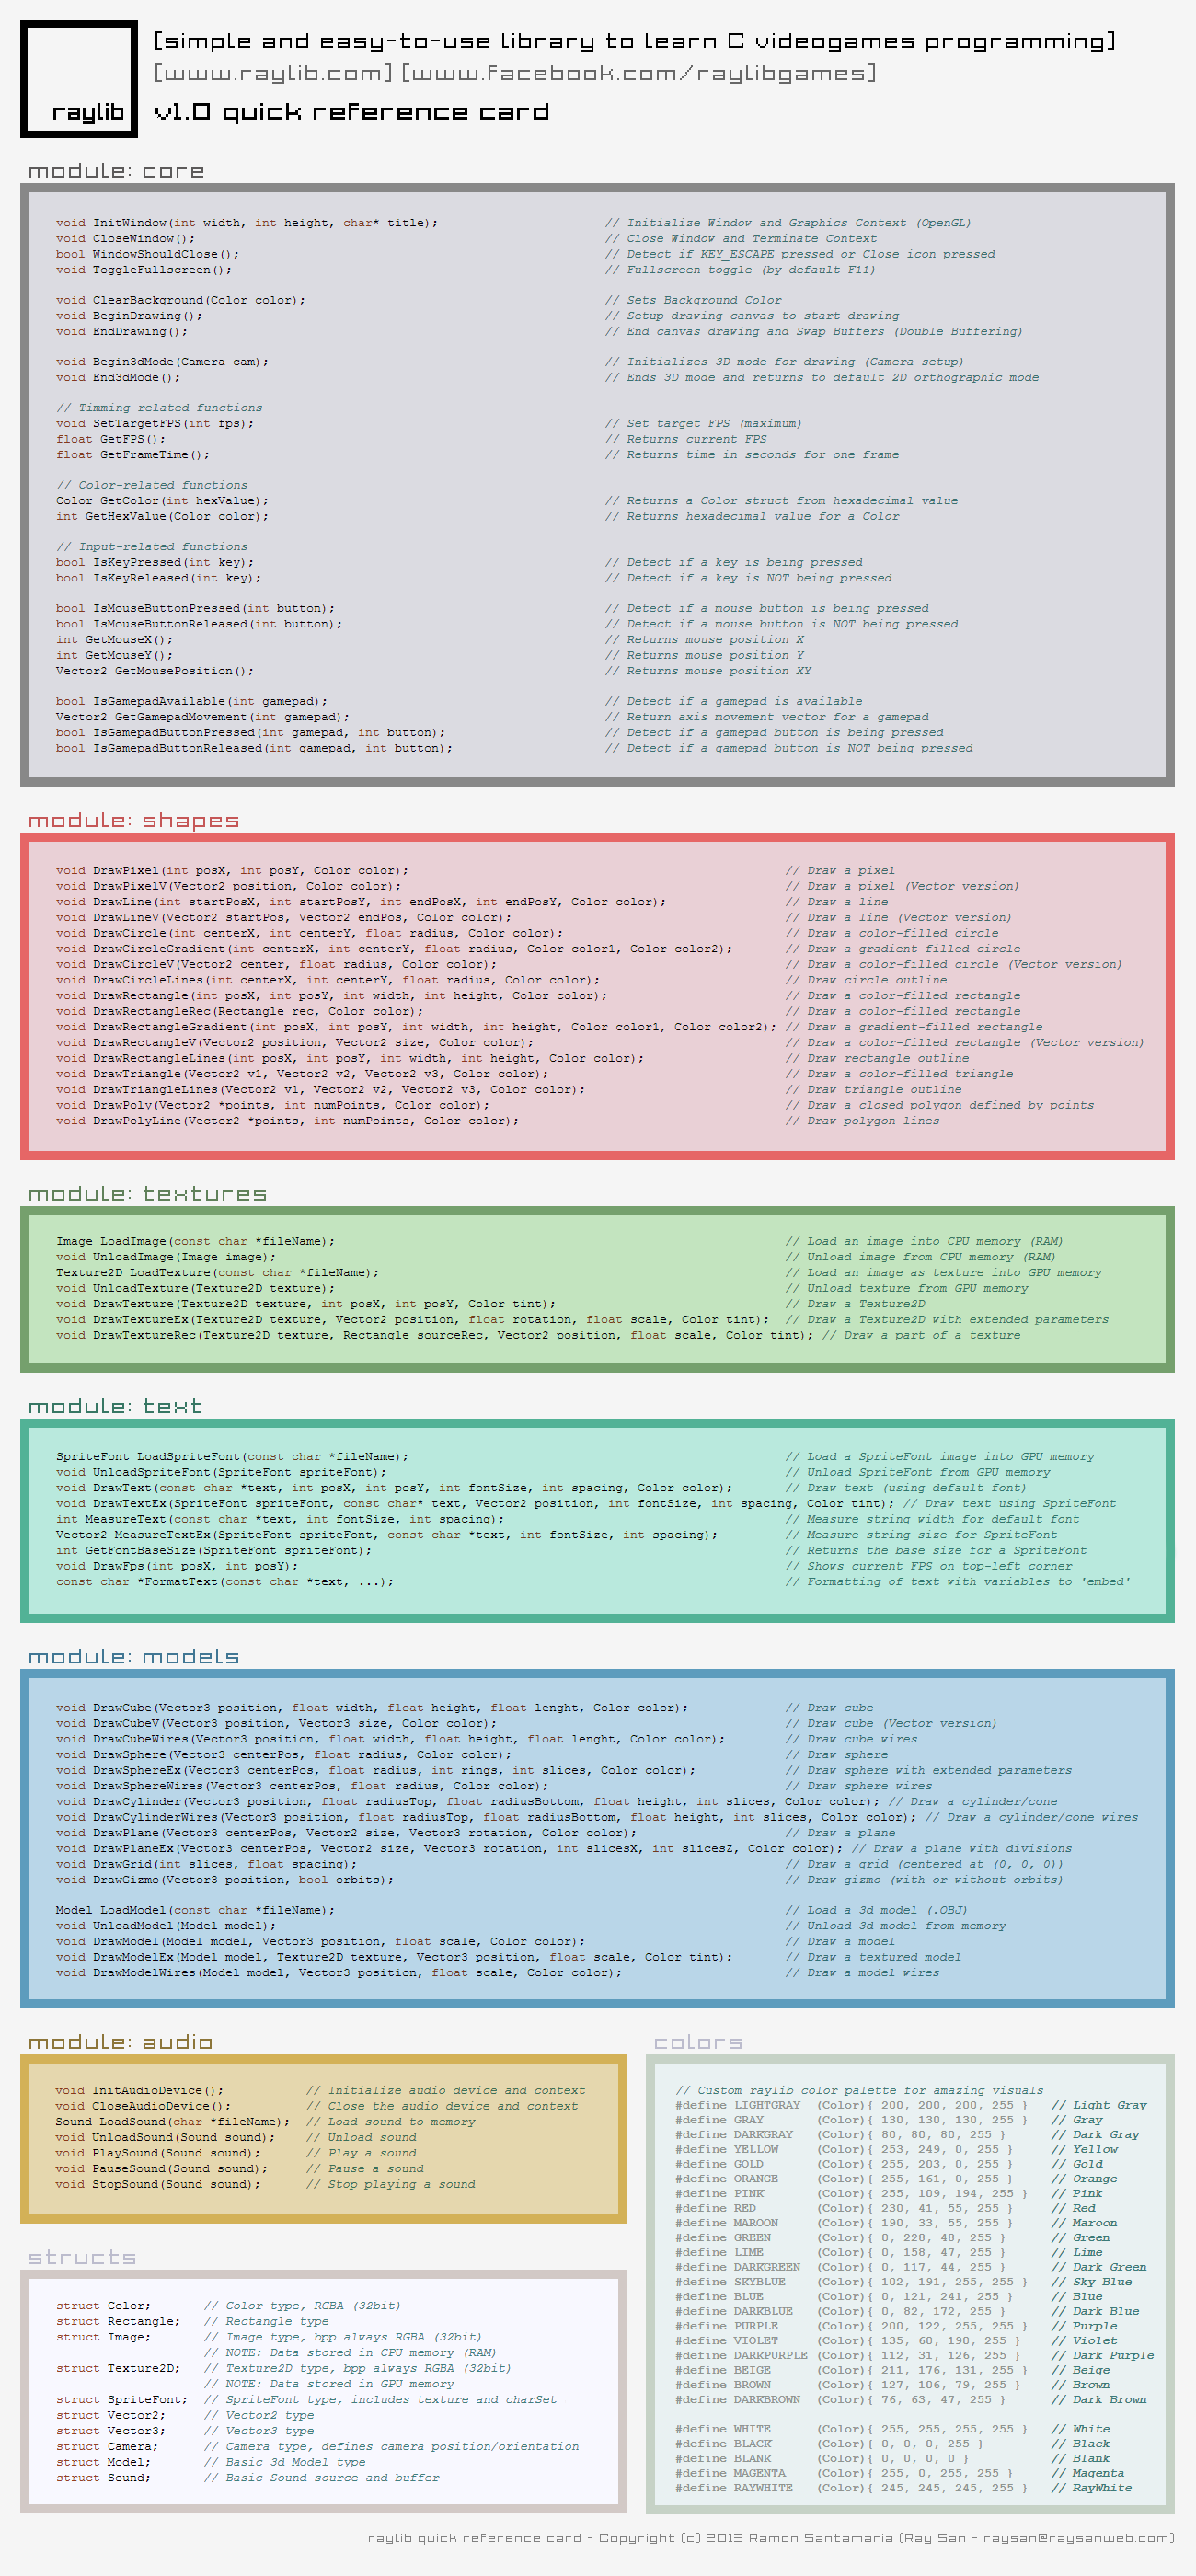 raylib
[simple and easy-to-use library to learn C videogames programming]
[www.raylib.com] [www.facebook.com/raylibgames]
v1.0 quick reference card
module: core
void InitWindow(int width, int height, char* title); // Initialize Window and Graphics Context (OpenGL)
void CloseWindow(); // Close Window and Terminate Context
bool WindowShouldClose(); // Detect if KEY_ESCAPE pressed or Close icon pressed
void ToggleFullscreen(); // Fullscreen toggle (by default F11)
void ClearBackground(Color color); // Sets Background Color
void BeginDrawing(); // Setup drawing canvas to start drawing
void EndDrawing(); // End canvas drawing and Swap Buffers (Double Buffering)
void Begin3dMode(Camera cam); // Initializes 3D mode for drawing (Camera setup)
void End3dMode(); // Ends 3D mode and returns to default 2D orthographic mode
// Timming-related functions
void SetTargetFPS(int fps); // Set target FPS (maximum)
float GetFPS(); // Returns current FPS
float GetFrameTime(); // Returns time in seconds for one frame
// Color-related functions
Color GetColor(int hexValue); // Returns a Color struct from hexadecimal value
int GetHexValue(Color color); // Returns hexadecimal value for a Color
// Input-related functions
bool IsKeyPressed(int key); // Detect if a key is being pressed
bool IsKeyReleased(int key); // Detect if a key is NOT being pressed
bool IsMouseButtonPressed(int button); // Detect if a mouse button is being pressed
bool IsMouseButtonReleased(int button); // Detect if a mouse button is NOT being pressed
int GetMouseX(); // Returns mouse position X
int GetMouseY(); // Returns mouse position Y
Vector2 GetMousePosition(); // Returns mouse position XY
bool IsGamepadAvailable(int gamepad); // Detect if a gamepad is available
Vector2 GetGamepadMovement(int gamepad); // Return axis movement vector for a gamepad
bool IsGamepadButtonPressed(int gamepad, int button); // Detect if a gamepad button is being pressed
bool IsGamepadButtonReleased(int gamepad, int button); // Detect if a gamepad button is NOT being pressed
module: shapes
void DrawPixel(int posX, int posY, Color color); // Draw a pixel
void DrawPixelV(Vector2 position, Color color); // Draw a pixel (Vector version)
void DrawLine(int startPosX, int startPosY, int endPosX, int endPosY, Color color); // Draw a line
void DrawLineV(Vector2 startPos, Vector2 endPos, Color color); // Draw a line (Vector version)
void DrawCircle(int centerX, int centerY, float radius, Color color); // Draw a color-filled circle
void DrawCircleGradient(int centerX, int centerY, float radius, Color color1, Color color2); // Draw a gradient-filled circle
void DrawCircleV(Vector2 center, float radius, Color color); // Draw a color-filled circle (Vector version)
void DrawCircleLines(int centerX, int centerY, float radius, Color color); // Draw circle outline
void DrawRectangle(int posX, int posY, int width, int height, Color color); // Draw a color-filled rectangle
void DrawRectangleRec(Rectangle rec, Color color); // Draw a color-filled rectangle
void DrawRectangleGradient(int posX, int posY, int width, int height, Color color1, Color color2); // Draw a gradient-filled rectangle
void DrawRectangleV(Vector2 position, Vector2 size, Color color); // Draw a color-filled rectangle (Vector version)
void DrawRectangleLines(int posX, int posY, int width, int height, Color color); // Draw rectangle outline
void DrawTriangle(Vector2 v1, Vector2 v2, Vector2 v3, Color color); // Draw a color-filled triangle
void DrawTriangleLines(Vector2 v1, Vector2 v2, Vector2 v3, Color color); // Draw triangle outline
void DrawPoly(Vector2 *points, int numPoints, Color color); // Draw a closed polygon defined by points
void DrawPolyLine(Vector2 *points, int numPoints, Color color); // Draw polygon lines
module: textures
Image LoadImage(const char *fileName); // Load an image into CPU memory (RAM)
void UnloadImage(Image image); // Unload image from CPU memory (RAM)
Texture2D LoadTexture(const char *fileName); // Load an image as texture into GPU memory
void UnloadTexture(Texture2D texture); // Unload texture from GPU memory
void DrawTexture(Texture2D texture, int posX, int posY, Color tint); // Draw a Texture2D
void DrawTextureEx(Texture2D texture, Vector2 position, float rotation, float scale, Color tint); // Draw a Texture2D with extended parameters
void DrawTextureRec(Texture2D texture, Rectangle sourceRec, Vector2 position, float scale, Color tint); // Draw a part of a texture
module: text
SpriteFont LoadSpriteFont(const char *fileName); // Load a SpriteFont image into GPU memory
void UnloadSpriteFont(SpriteFont spriteFont); // Unload SpriteFont from GPU memory
void DrawText(const char *text, int posX, int posY, int fontSize, int spacing, Color color); // Draw text (using default font)
void DrawTextEx(SpriteFont spriteFont, const char* text, Vector2 position, int fontSize, int spacing, Color tint); // Draw text using SpriteFont
int MeasureText(const char *text, int fontSize, int spacing); // Measure string width for default font
Vector2 MeasureTextEx(SpriteFont spriteFont, const char *text, int fontSize, int spacing); // Measure string size for SpriteFont
int GetFontBaseSize(SpriteFont spriteFont); // Returns the base size for a SpriteFont
void DrawFps(int posX, int posY); // Shows current FPS on top-left corner
const char *FormatText(const char *text, ...); // Formatting of text with variables to 'embed'
module: models
void DrawCube(Vector3 position, float width, float height, float lenght, Color color); // Draw cube
void DrawCubeV(Vector3 position, Vector3 size, Color color); // Draw cube (Vector version)
void DrawCubeWires(Vector3 position, float width, float height, float lenght, Color color); // Draw cube wires
void DrawSphere(Vector3 centerPos, float radius, Color color); // Draw sphere
void DrawSphereEx(Vector3 centerPos, float radius, int rings, int slices, Color color); // Draw sphere with extended parameters
void DrawSphereWires(Vector3 centerPos, float radius, Color color); // Draw sphere wires
void DrawCylinder(Vector3 position, float radiusTop, float radiusBottom, float height, int slices, Color color); // Draw a cylinder/cone
void DrawCylinderWires(Vector3 position, float radiusTop, float radiusBottom, float height, int slices, Color color); // Draw a cylinder/cone wires
void DrawPlane(Vector3 centerPos, Vector2 size, Vector3 rotation, Color color); // Draw a plane
void DrawPlaneEx(Vector3 centerPos, Vector2 size, Vector3 rotation, int slicesX, int slicesZ, Color color); // Draw a plane with divisions
void DrawGrid(int slices, float spacing); // Draw a grid (centered at (0, 0, 0))
void DrawGizmo(Vector3 position, bool orbits); // Draw gizmo (with or without orbits)
Model LoadModel(const char *fileName); // Load a 3d model (.OBJ)
void UnloadModel(Model model); // Unload 3d model from memory
void DrawModel(Model model, Vector3 position, float scale, Color color); // Draw a model
void DrawModelEx(Model model, Texture2D texture, Vector3 position, float scale, Color tint); // Draw a textured model
void DrawModelWires(Model model, Vector3 position, float scale, Color color); // Draw a model wires
module: audio
void InitAudioDevice(); // Initialize audio device and context
void CloseAudioDevice(); // Close the audio device and context
Sound LoadSound(char *fileName); // Load sound to memory
void UnloadSound(Sound sound); // Unload sound
void PlaySound(Sound sound); // Play a sound
void PauseSound(Sound sound); // Pause a sound
void StopSound(Sound sound); // Stop playing a sound
structs
struct Color; // Color type, RGBA (32bit)
struct Rectangle; // Rectangle type
struct Image; // Image type, bpp always RGBA (32bit)
// NOTE: Data stored in CPU memory (RAM)
struct Texture2D; // Texture2D type, bpp always RGBA (32bit)
// NOTE: Data stored in GPU memory
struct SpriteFont; // SpriteFont type, includes texture and charSet
struct Vector2; // Vector2 type
struct Vector3; // Vector3 type
struct Camera; // Camera type, defines camera position/orientation
struct Model; // Basic 3d Model type
struct Sound; // Basic Sound source and buffer
colors
// Custom raylib color palette for amazing visuals
#define LIGHTGRAY (Color){ 200, 200, 200, 255 } // Light Gray
#define GRAY (Color){ 130, 130, 130, 255 } // Gray
#define DARKGRAY (Color){ 80, 80, 80, 255 } // Dark Gray
#define YELLOW (Color){ 253, 249, 0, 255 } // Yellow
#define GOLD (Color){ 255, 203, 0, 255 } // Gold
#define ORANGE (Color){ 255, 161, 0, 255 } // Orange
#define PINK (Color){ 255, 109, 194, 255 } // Pink
#define RED (Color){ 230, 41, 55, 255 } // Red
#define MAROON (Color){ 190, 33, 55, 255 } // Maroon
#define GREEN (Color){ 0, 228, 48, 255 } // Green
#define LIME (Color){ 0, 158, 47, 255 } // Lime
#define DARKGREEN (Color){ 0, 117, 44, 255 } // Dark Green
#define SKYBLUE (Color){ 102, 191, 255, 255 } // Sky Blue
#define BLUE (Color){ 0, 121, 241, 255 } // Blue
#define DARKBLUE (Color){ 0, 82, 172, 255 } // Dark Blue
#define PURPLE (Color){ 200, 122, 255, 255 } // Purple
#define VIOLET (Color){ 135, 60, 190, 255 } // Violet
#define DARKPURPLE (Color){ 112, 31, 126, 255 } // Dark Purple
#define BEIGE (Color){ 211, 176, 131, 255 } // Beige
#define BROWN (Color){ 127, 106, 79, 255 } // Brown
#define DARKBROWN (Color){ 76, 63, 47, 255 } // Dark Brown
#define WHITE (Color){ 255, 255, 255, 255 } // White
#define BLACK (Color){ 0, 0, 0, 255 } // Black
#define BLANK (Color){ 0, 0, 0, 0 } // Blank
#define MAGENTA (Color){ 255, 0, 255, 255 } // Magenta
#define RAYWHITE (Color){ 245, 245, 245, 255 } // RayWhite
raylib quick reference card - Copyright (c) 2013 Ramon Santamaria (Ray San - raysan@raysanweb.com)